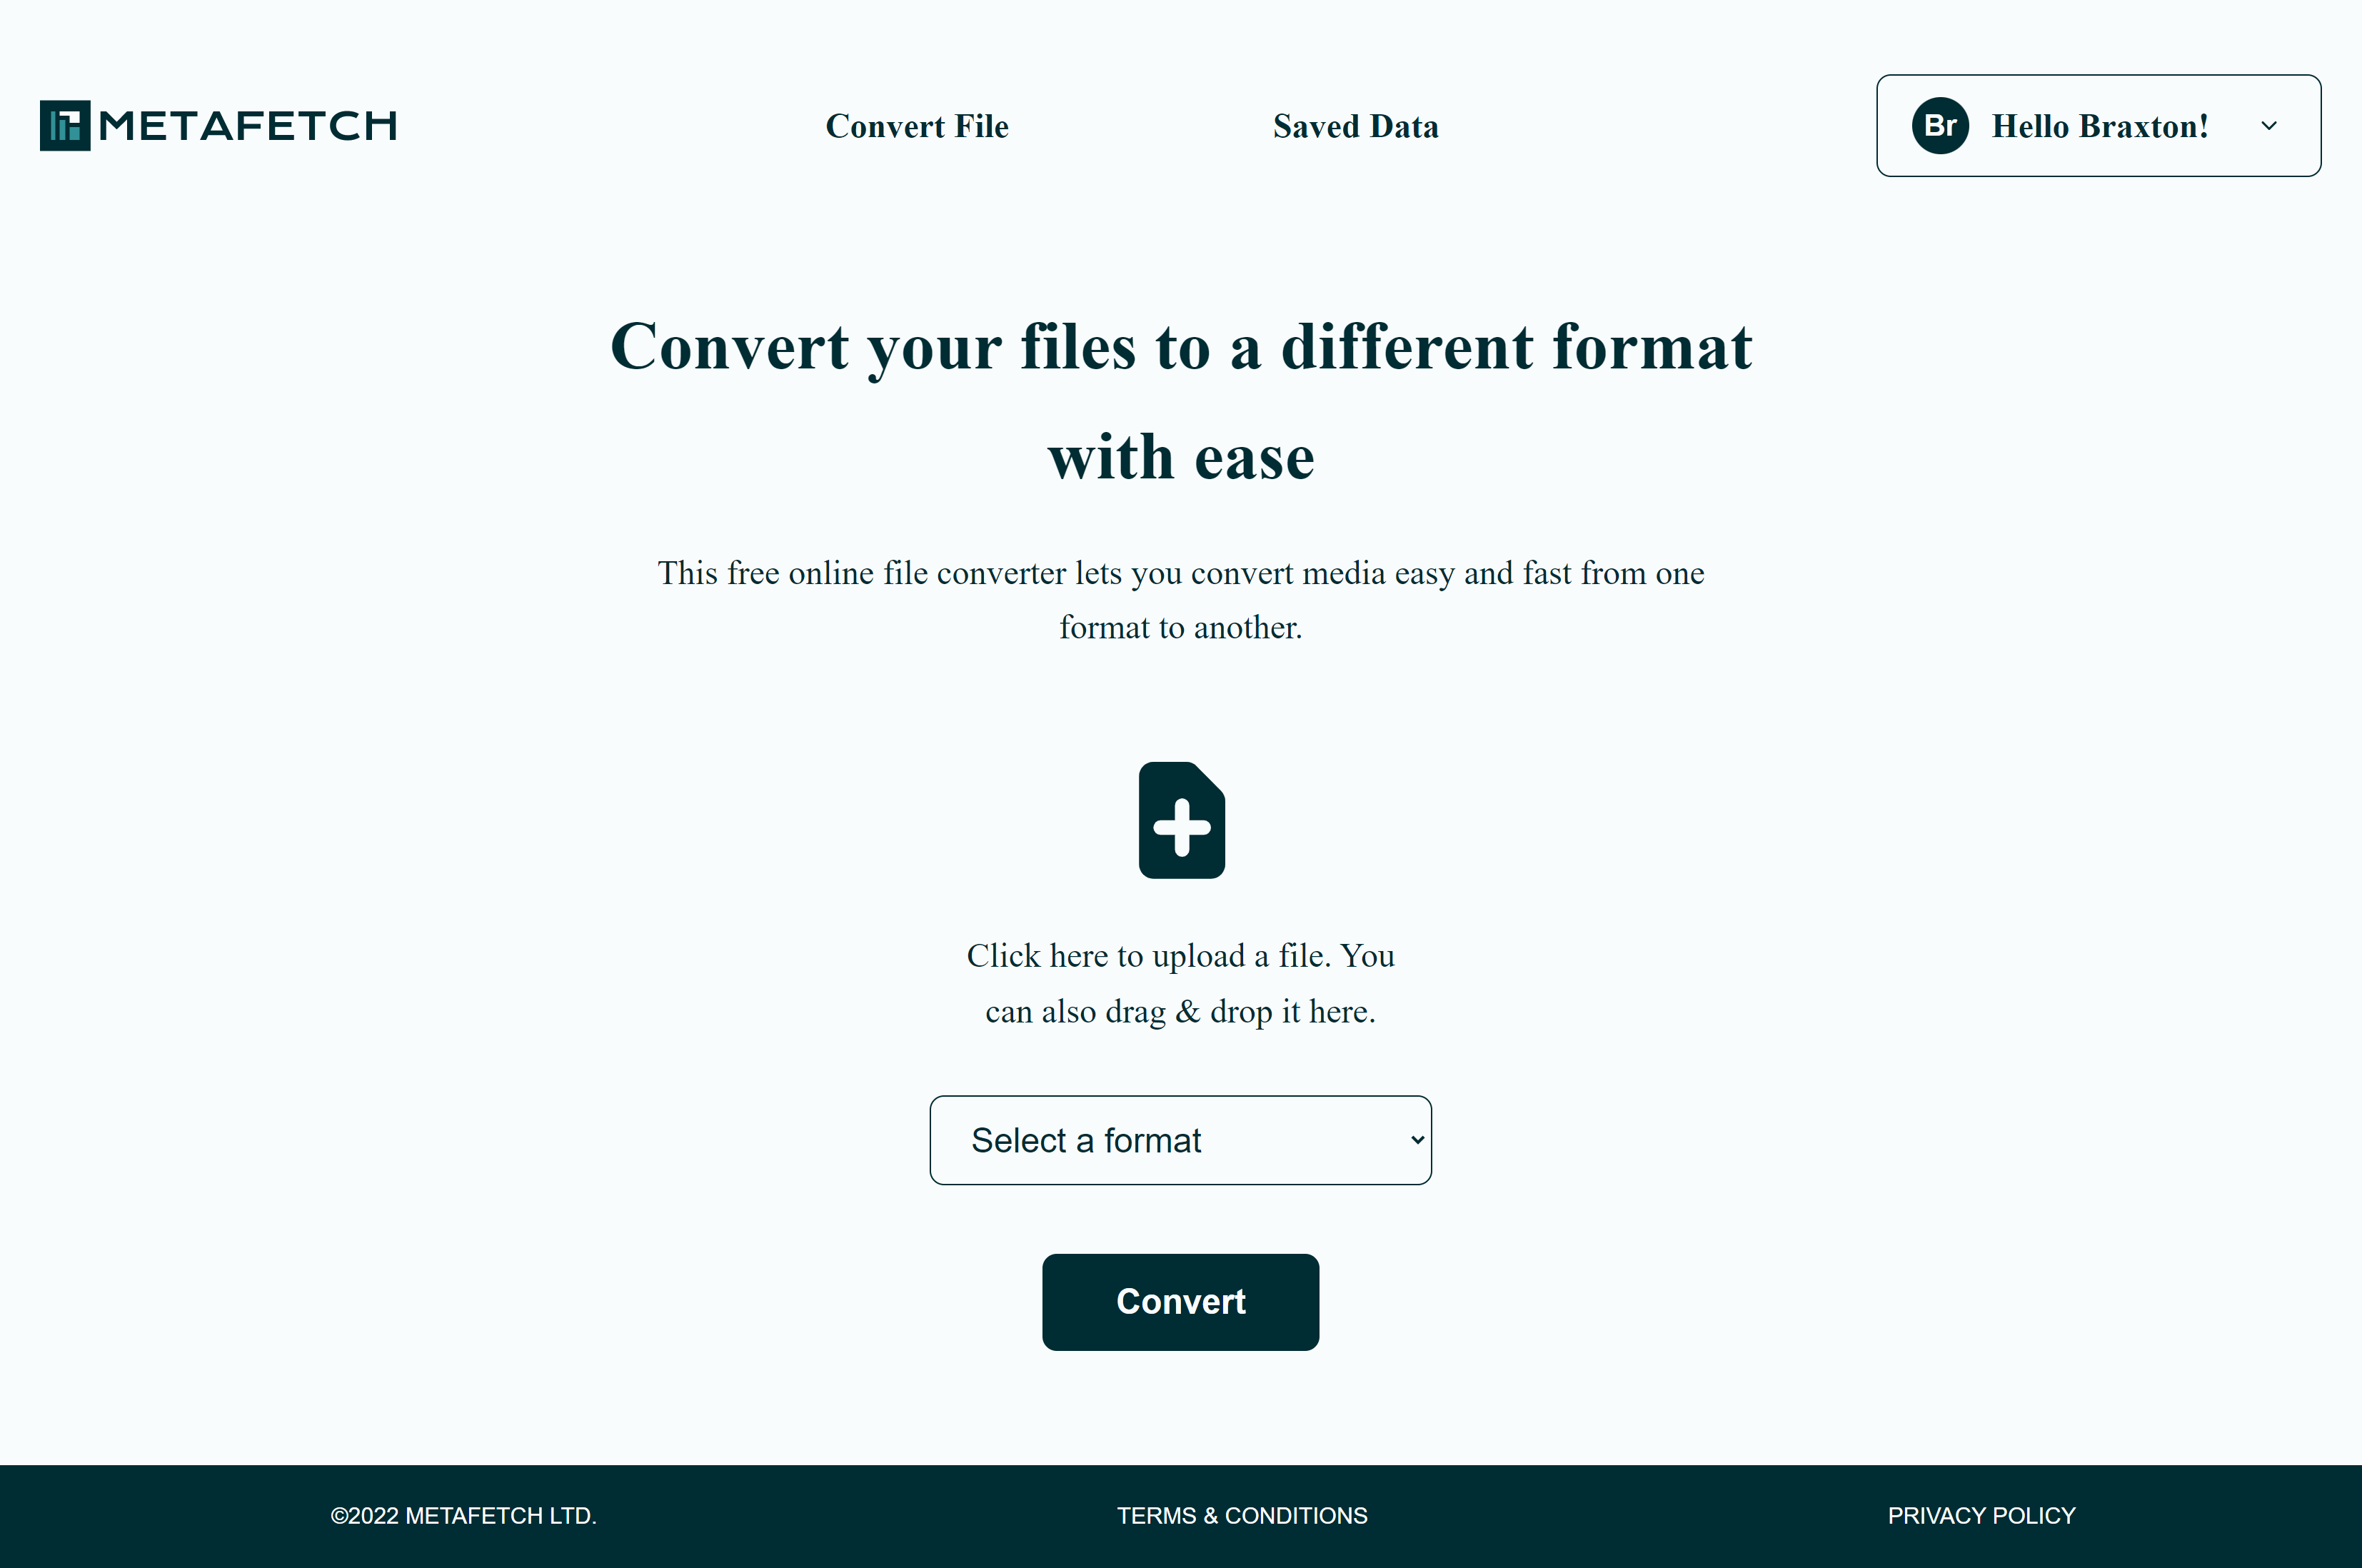 METAFETCH
Convert File
Saved Data
Br
Hello Braxton!
Convert your files to a different format
with ease
This free online file converter lets you convert media easy and fast from one
format to another.
Click here to upload a file. You
can also drag & drop it here.
Select a format
Convert
©2022 METAFETCH LTD.
TERMS & CONDITIONS
PRIVACY POLICY